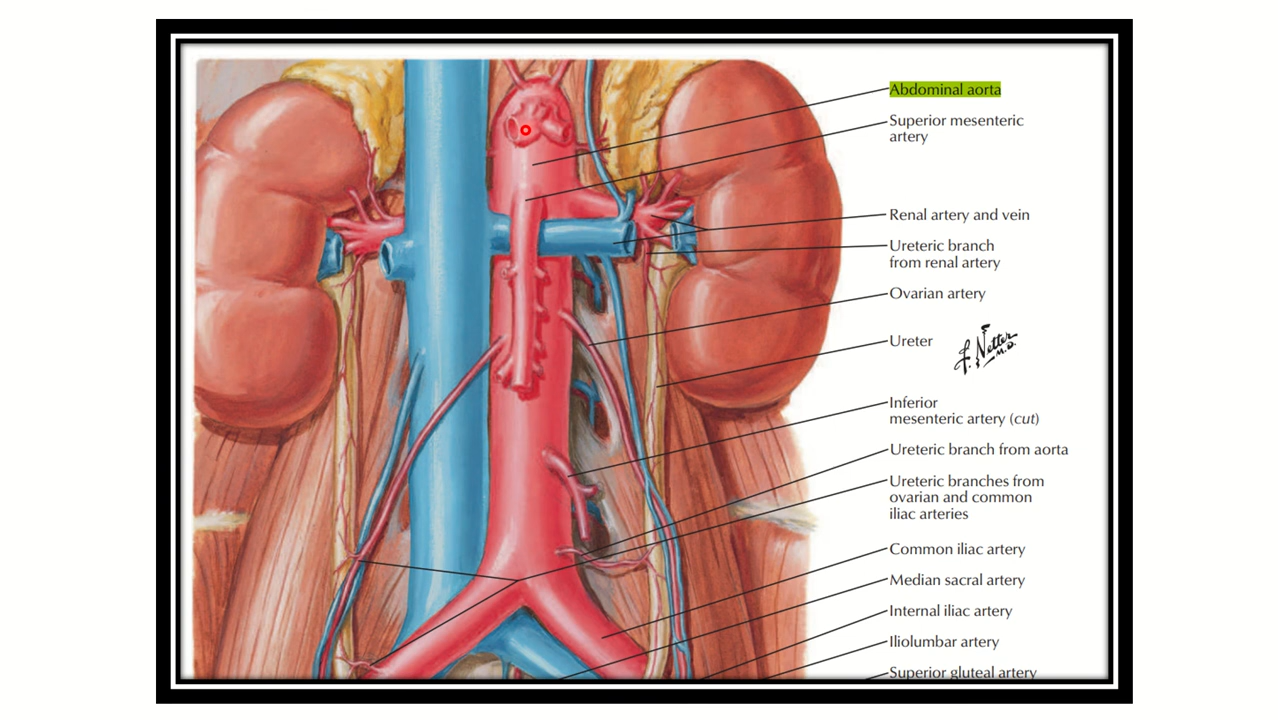 Abdominal aorta
Superior mesenteric
artery
Renal artery and vein
Ureteric branch
from renal artery
Ovarian artery
Ureter
F. Netter
M.D.
Inferior
mesenteric artery (cut)
Ureteric branch from aorta
Ureteric branches from
ovarian and common
iliac arteries
Common iliac artery
Median sacral artery
Internal iliac artery
Iliolumbar artery
Superior gluteal artery